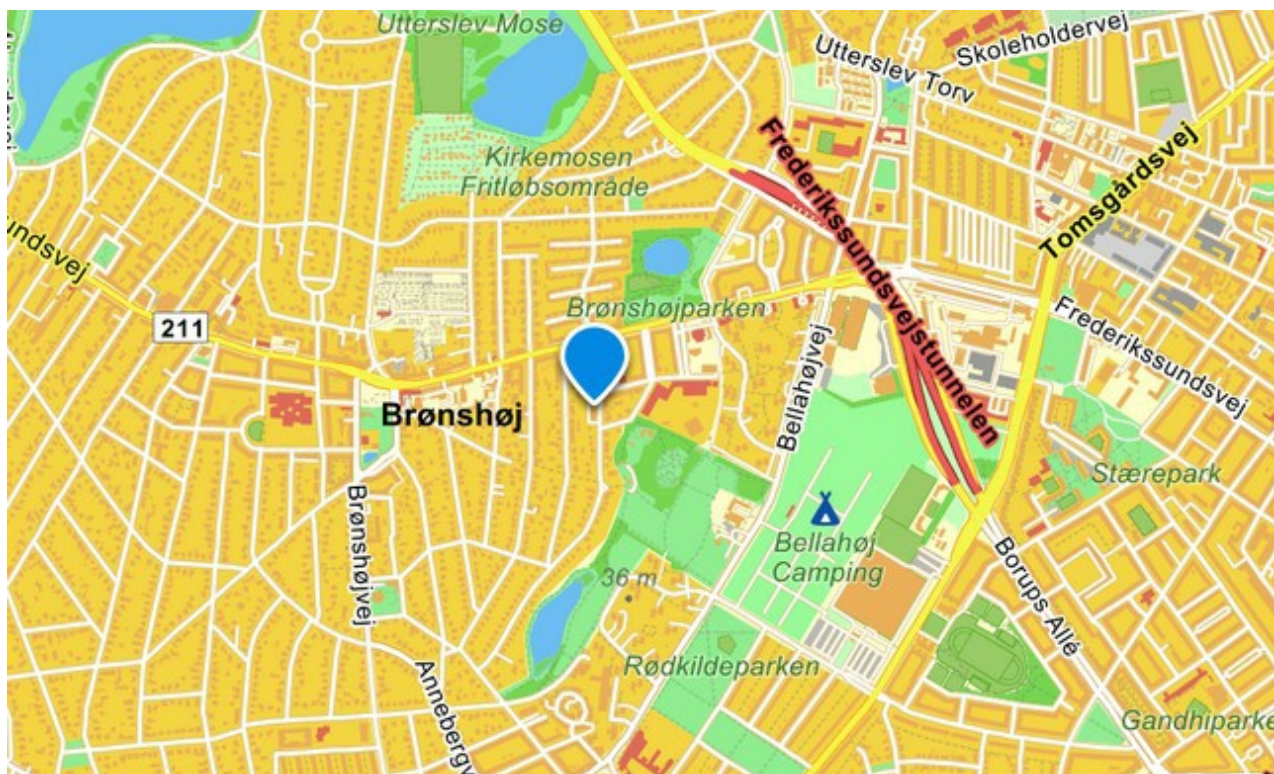 Utterslev Mose
Skoleholdervej
Utterslev Torv
Kirkemosen
Fritløbsområde
Frederikssundsvejstunnelen
Tomsgårdsvej
undsvej
211
Brønshøjparken
Frederikssundsvej
Bellahøjvej
Brønshøj
Stærepark
Brønshøjvej
Bellahøj
Camping
Borups Allé
36 m
Rødkildeparken
Annebergv
Gandhiparke